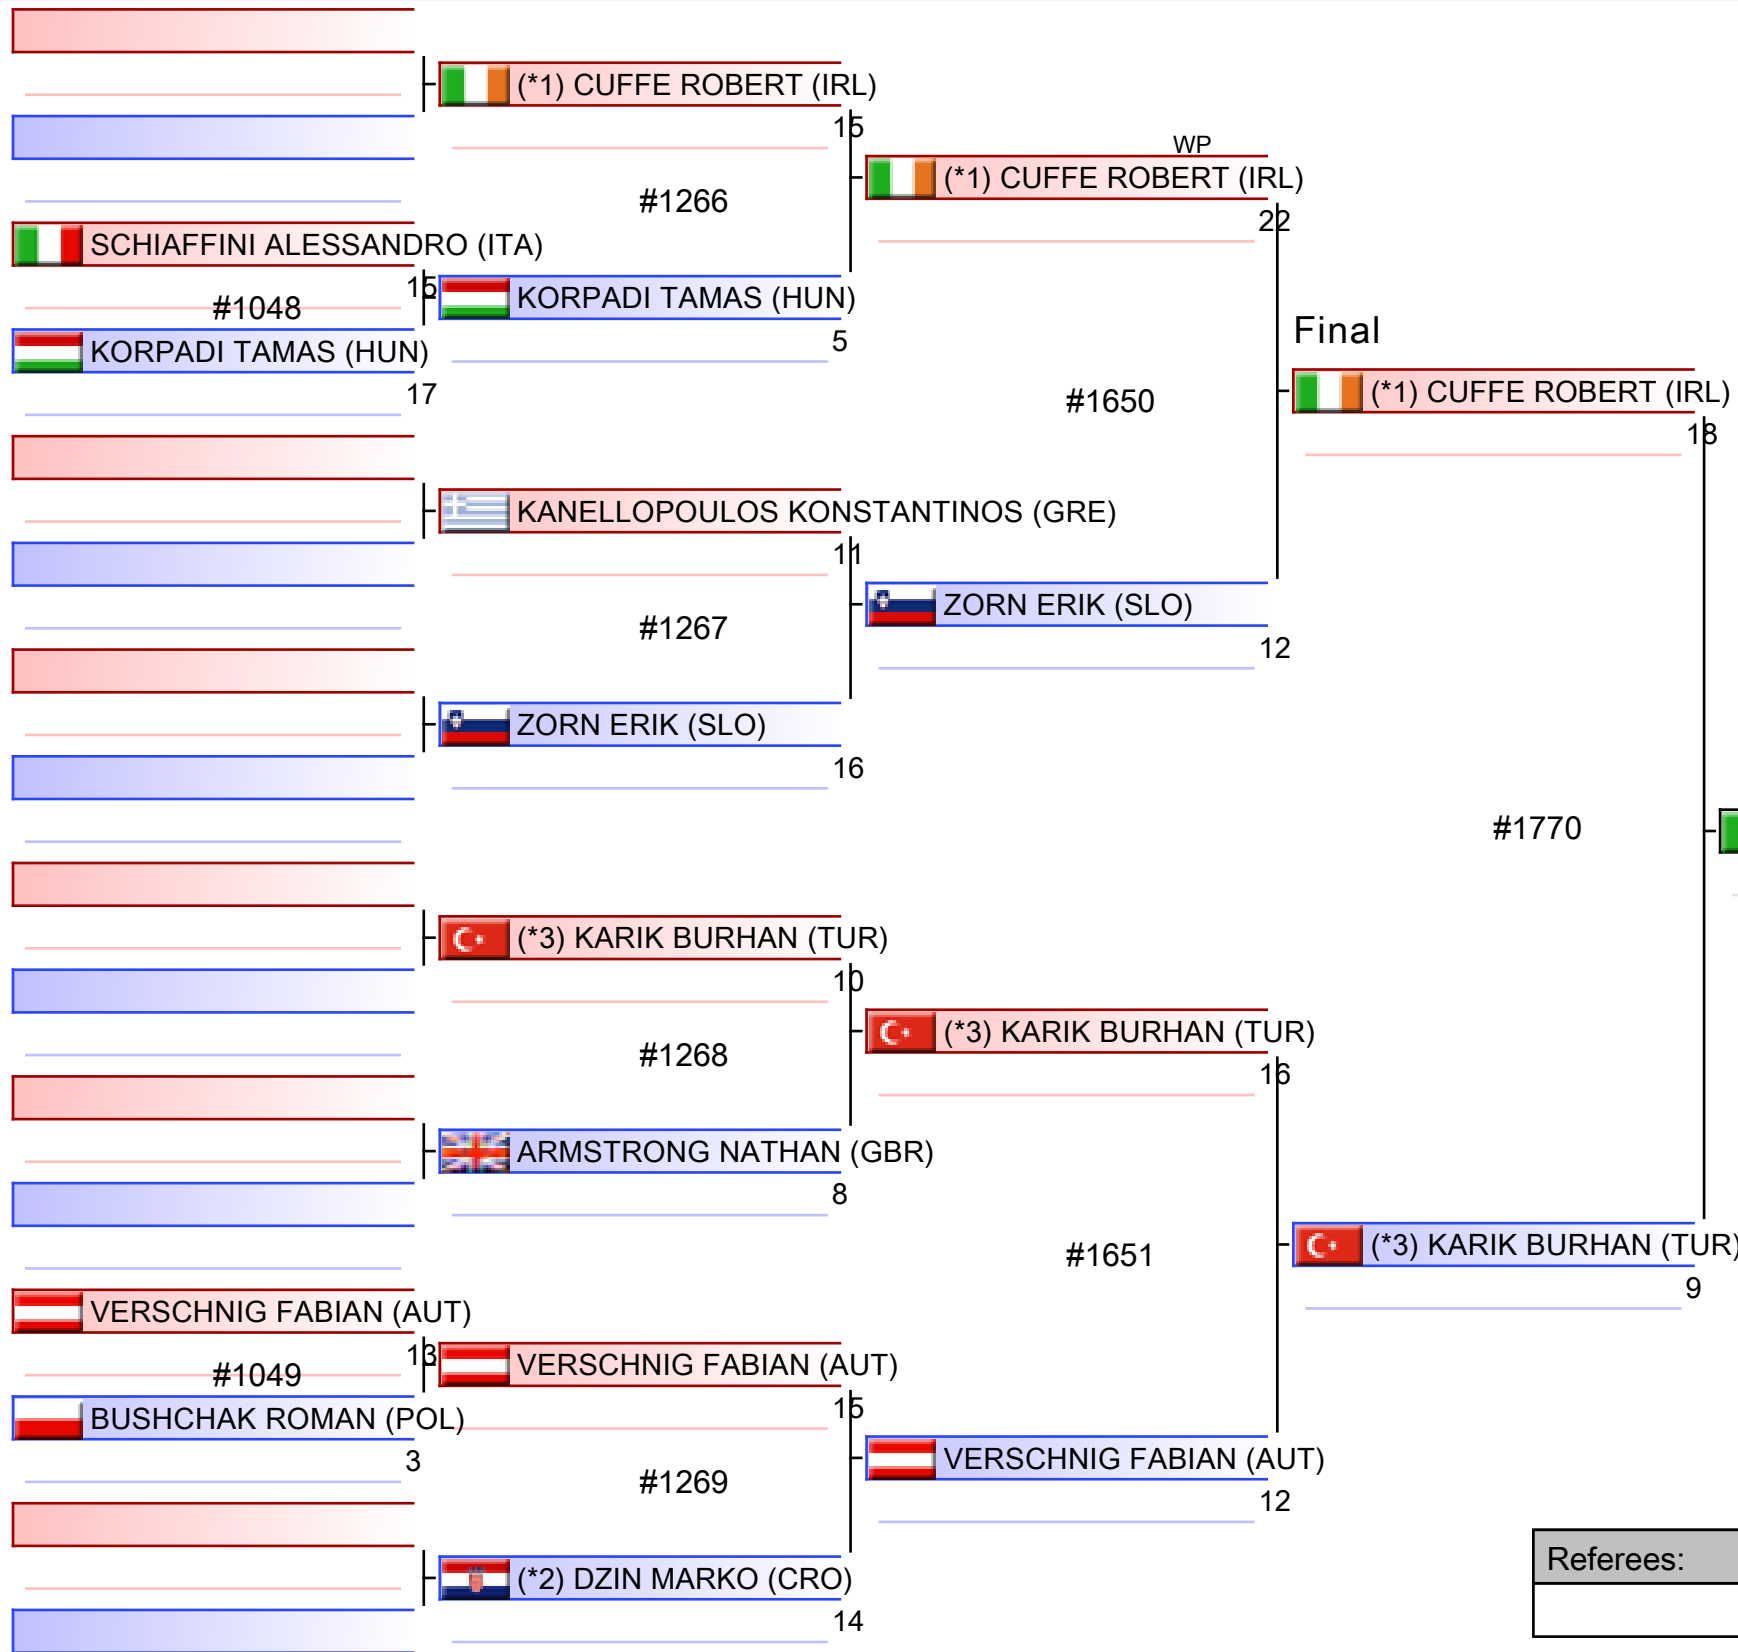 (*1) CUFFE ROBERT (IRL)
15
WP
(*1) CUFFE ROBERT (IRL)
22
#1266
SCHIAFFINI ALESSANDRO (ITA)
15
#1048
KORPADI TAMAS (HUN)
5
KORPADI TAMAS (HUN)
17
Final
(*1) CUFFE ROBERT (IRL)
18
#1650
KANELLOPOULOS KONSTANTINOS (GRE)
11
#1267
ZORN ERIK (SLO)
12
ZORN ERIK (SLO)
16
#1770
(*3) KARIK BURHAN (TUR)
10
(*3) KARIK BURHAN (TUR)
16
#1268
ARMSTRONG NATHAN (GBR)
8
#1651
(*3) KARIK BURHAN (TUR)
9
VERSCHNIG FABIAN (AUT)
13
#1049
VERSCHNIG FABIAN (AUT)
15
BUSHCHAK ROMAN (POL)
3
VERSCHNIG FABIAN (AUT)
12
#1269
(*2) DZIN MARKO (CRO)
14
Referees: